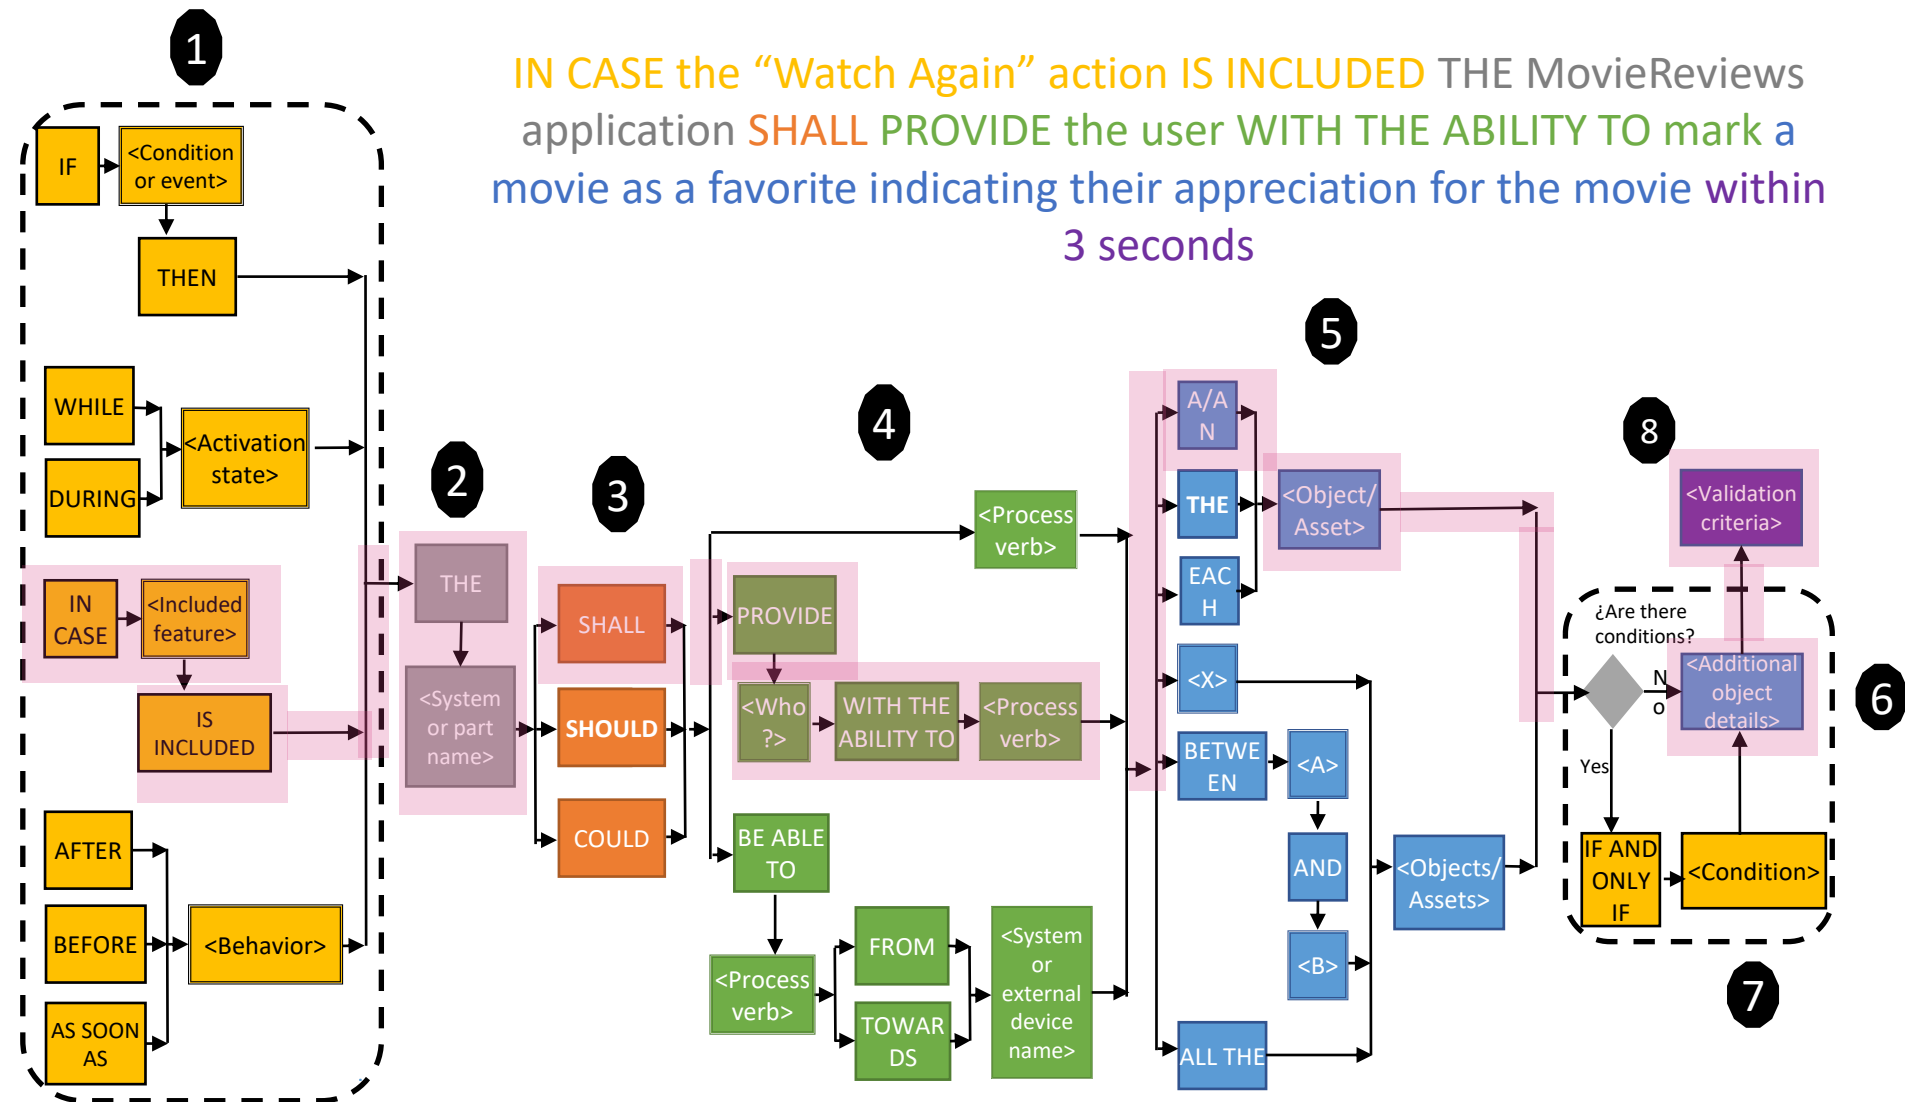 1
IN CASE the “Watch Again” action IS INCLUDED THE MovieReviews
application SHALL PROVIDE the user WITH THE ABILITY TO mark a
movie as a favorite indicating their appreciation for the movie within
3 seconds
IF
<Condition
or event>
THEN
WHILE
DURING
<Activation
state>
IN
CASE
<Included
feature>
IS
INCLUDED
AFTER
BEFORE
AS SOON
AS
<Behavior>
2
THE
<System
or part
name>
3
SHALL
SHOULD
COULD
4
<Process
verb>
PROVIDE
<Who
?>
WITH THE
ABILITY TO
<Process
verb>
BE ABLE
TO
<Process
verb>
FROM
TOWAR
DS
<System
or
external
device
name>
5
A/A
N
THE
EAC
H
<Object/
Asset>
<X>
BETWE
EN
<A>
AND
<B>
ALL THE
<Objects/
Assets>
8
<Validation
criteria>
¿Are there
conditions?
N
o
Yes
<Additional
object
details>
6
IF AND
ONLY
IF
<Condition>
7